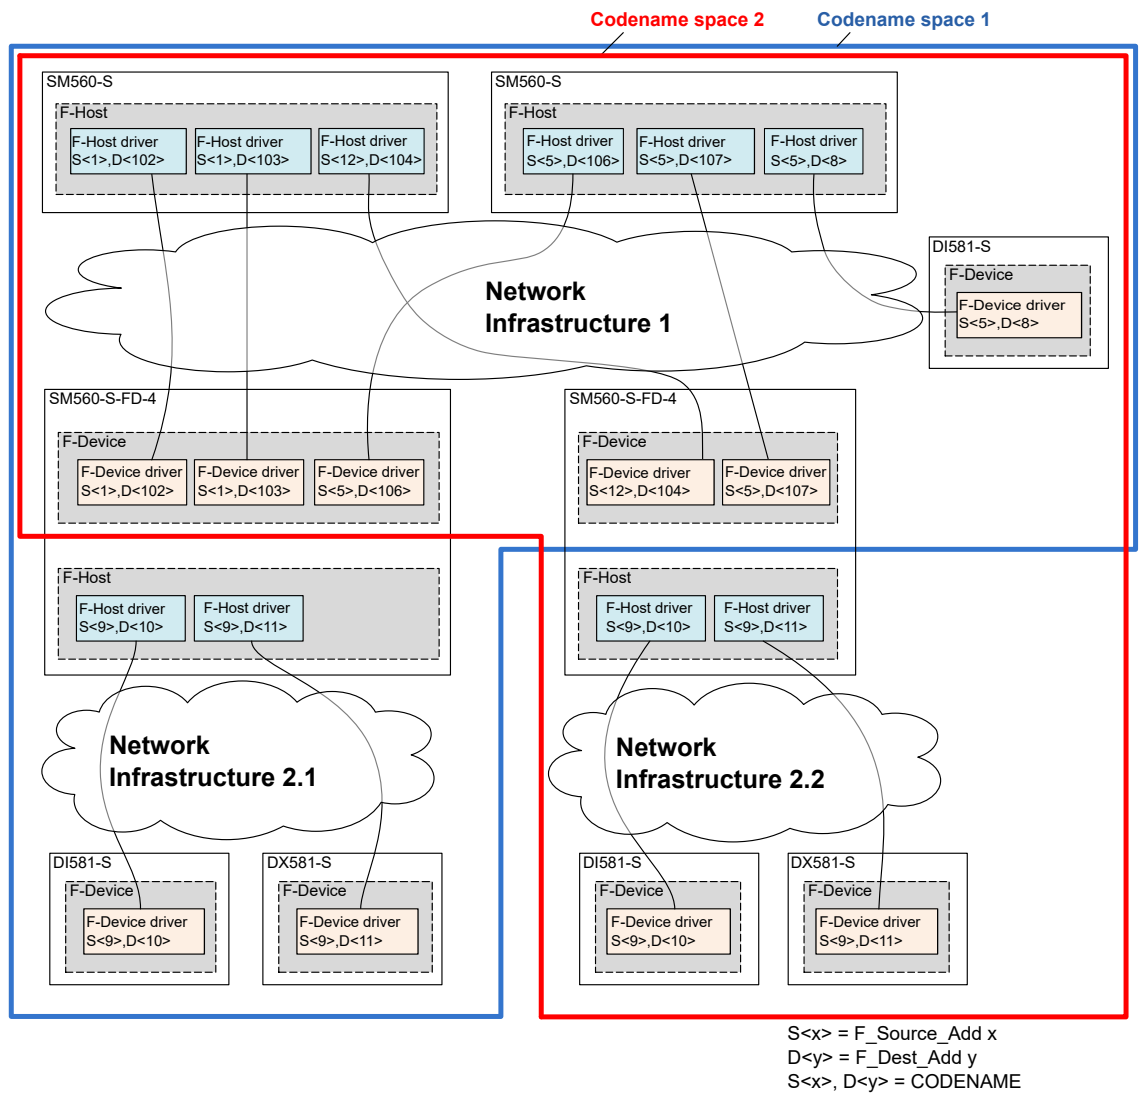 Codename space 2
Codename space 1
SM560-S
F-Host
F-Host driver
S<1>,D<102>
F-Host driver
S<1>,D<103>
F-Host driver
S<12>,D<104>
SM560-S
F-Host
F-Host driver
S<5>,D<106>
F-Host driver
S<5>,D<107>
F-Host driver
S<5>,D<8>
Network
Infrastructure 1
DI581-S
F-Device
F-Device driver
S<5>,D<8>
SM560-S-FD-4
F-Device
F-Device driver
S<1>,D<102>
F-Device driver
S<1>,D<103>
F-Device driver
S<5>,D<106>
SM560-S-FD-4
F-Device
F-Device driver
S<12>,D<104>
F-Device driver
S<5>,D<107>
F-Host
F-Host driver
S<9>,D<10>
F-Host driver
S<9>,D<11>
F-Host
F-Host driver
S<9>,D<10>
F-Host driver
S<9>,D<11>
Network
Infrastructure 2.1
Network
Infrastructure 2.2
DI581-S
F-Device
F-Device driver
S<9>,D<10>
DX581-S
F-Device
F-Device driver
S<9>,D<11>
DI581-S
F-Device
F-Device driver
S<9>,D<10>
DX581-S
F-Device
F-Device driver
S<9>,D<11>
S<x> = F_Source_Add x
D<y> = F_Dest_Add y
S<x>, D<y> = CODENAME